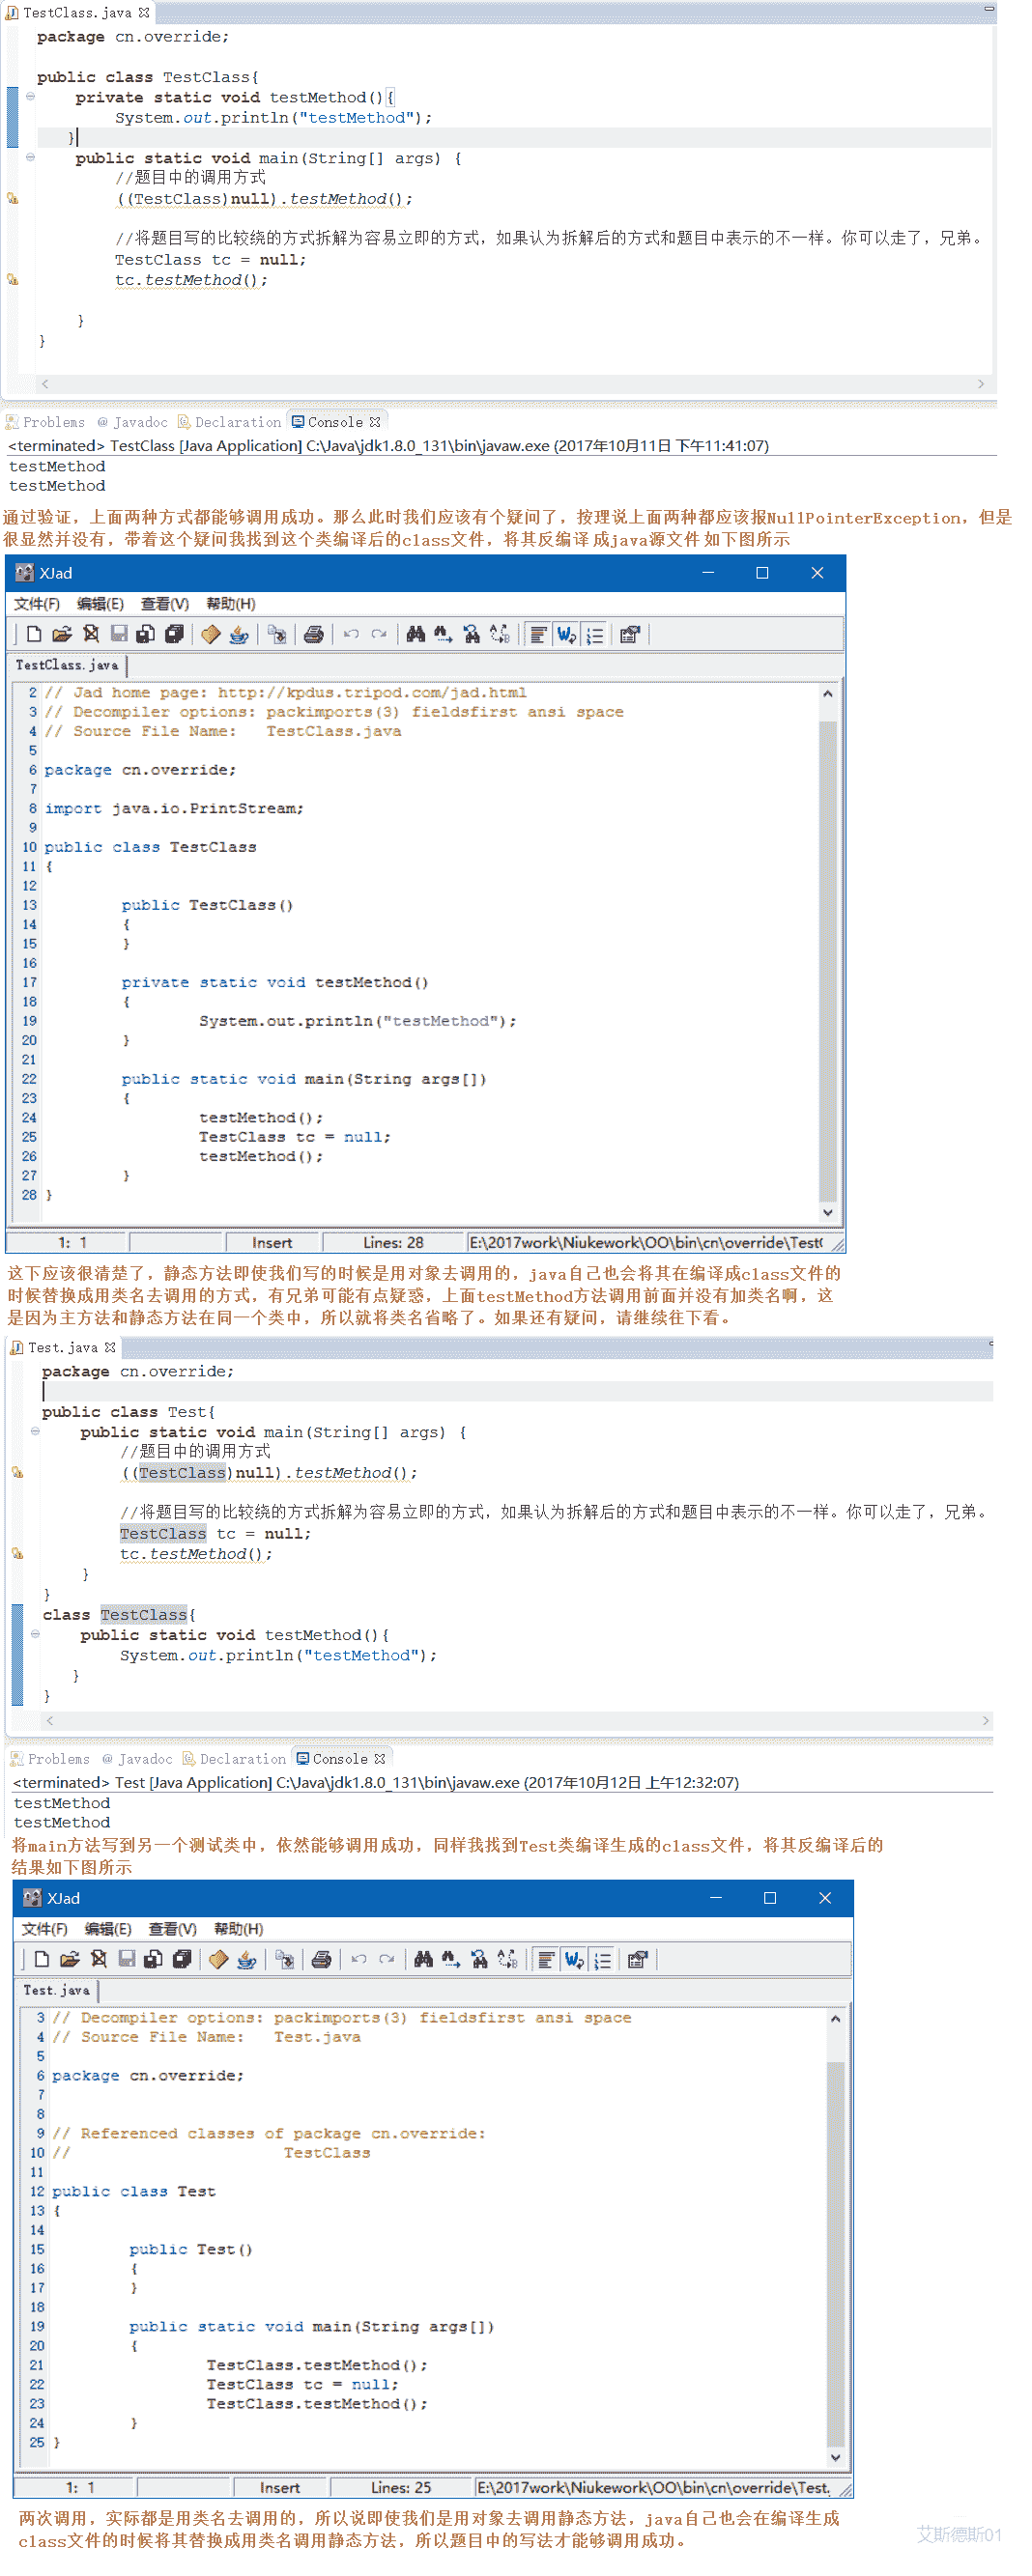 TestClass.java
package cn.override;
public class TestClass{
private static void testMethod(){
System.out.println("testMethod");
}
public static void main(String[] args) {
//题目中的调用方式
((TestClass)null).testMethod();
//将题目写的比较绕的方式拆解为容易立即的方式，如果认为拆解后的方式和题目中表示的不一样。你可以走了，兄弟。
TestClass tc = null;
tc.testMethod();
}
}
Problems @ Javadoc Declaration Console
<terminated> TestClass [Java Application] C:\Java\jdk1.8.0_131\bin\javaw.exe (2017年10月11日 下午11:41:07)
testMethod
testMethod
通过验证，上面两种方式都能够调用成功。那么此时我们应该有个疑问了，按理说上面两种都应该报NullPointerException，但是
很显然并没有，带着这个疑问我找到这个类编译后的class文件，将其反编译成java源文件如下图所示
XJad
文件(F) 编辑(E) 查看(V) 帮助(H)
TestClass.java
2 // Jad home page: http://kpdus.tripod.com/jad.html
3 // Decompiler options: packimports(3) fieldsfirst ansi space
4 // Source File Name: TestClass.java
5
6 package cn.override;
7
8 import java.io.PrintStream;
9
10 public class TestClass
11 {
12
13 public TestClass()
14 {
15 }
16
17 private static void testMethod()
18 {
19 System.out.println("testMethod");
20 }
21
22 public static void main(String args[])
23 {
24 testMethod();
25 TestClass tc = null;
26 testMethod();
27 }
28 }
1: 1 Insert Lines: 28 E:\2017work\Niukework\OO\bin\cn\override\Test
这下应该很清楚了，静态方法即使我们写的时候是用对象去调用的，java自己也会将其在编译成class文件的
时候替换成用类名去调用的方式，有兄弟可能有点疑惑，上面testMethod方法调用前面并没有加类名啊，这
是因为主方法和静态方法在同一个类中，所以就将类名省略了。如果还有疑问，请继续往下看。
Test.java
package cn.override;
public class Test{
public static void main(String[] args) {
//题目中的调用方式
((TestClass)null).testMethod();
//将题目写的比较绕的方式拆解为容易立即的方式，如果认为拆解后的方式和题目中表示的不一样。你可以走了，兄弟。
TestClass tc = null;
tc.testMethod();
}
}
class TestClass{
public static void testMethod(){
System.out.println("testMethod");
}
}
Problems @ Javadoc Declaration Console
<terminated> Test [Java Application] C:\Java\jdk1.8.0_131\bin\javaw.exe (2017年10月12日 上午12:32:07)
testMethod
testMethod
将main方法写到另一个测试类中，依然能够调用成功，同样我找到Test类编译生成的class文件，将其反编译后的
结果如下图所示
XJad
文件(F) 编辑(E) 查看(V) 帮助(H)
Test.java
3 // Decompiler options: packimports(3) fieldsfirst ansi space
4 // Source File Name: Test.java
5
6 package cn.override;
7
8
9 // Referenced classes of package cn.override:
10 // TestClass
11
12 public class Test
13 {
14
15 public Test()
16 {
17 }
18
19 public static void main(String args[])
20 {
21 TestClass.testMethod();
22 TestClass tc = null;
23 TestClass.testMethod();
24 }
25 }
1: 1 Insert Lines: 25 E:\2017work\Niukework\OO\bin\cn\override\Test.
两次调用，实际都是用类名去调用的，所以说即使我们是用对象去调用静态方法，java自己也会在编译生成
class文件的时候将其替换成用类名调用静态方法，所以题目中的写法才能够调用成功。
艾斯德斯01